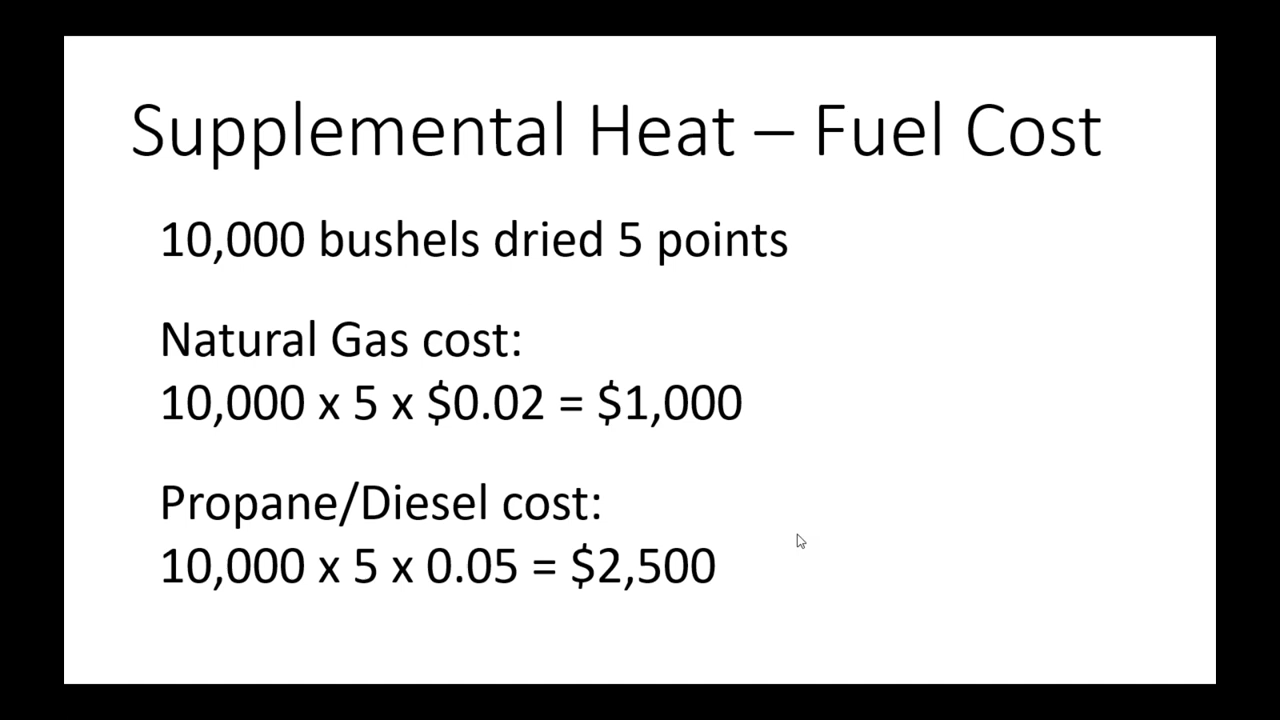 Supplemental Heat – Fuel Cost
10,000 bushels dried 5 points
Natural Gas cost:
10,000 x 5 x $0.02 = $1,000
Propane/Diesel cost:
10,000 x 5 x 0.05 = $2,500